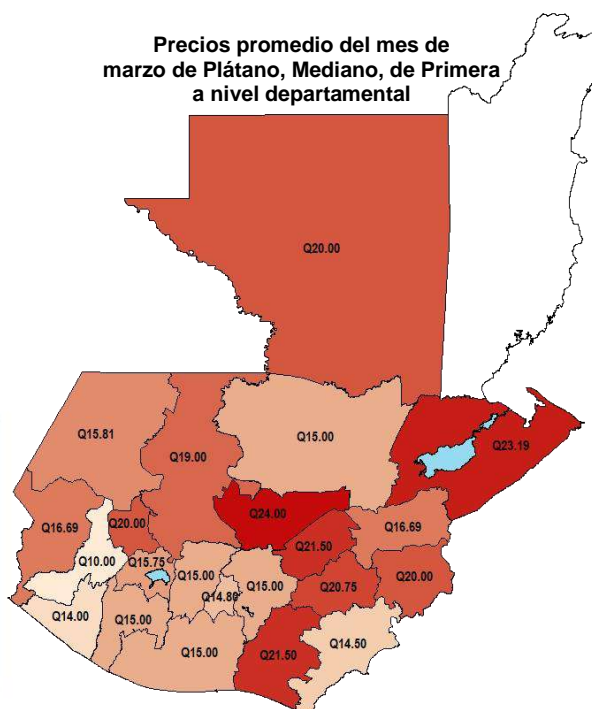 Precios promedio del mes de
marzo de Plátano, Mediano, de Primera
a nivel departamental
Q20.00
Q15.81
Q19.00
Q15.00
Q23.19
Q16.69
Q20.00
Q24.00
Q16.69
Q21.50
Q10.00
Q15.75
Q15.00
Q14.80
Q15.00
Q20.75
Q20.00
Q14.00
Q15.00
Q15.00
Q21.50
Q14.50